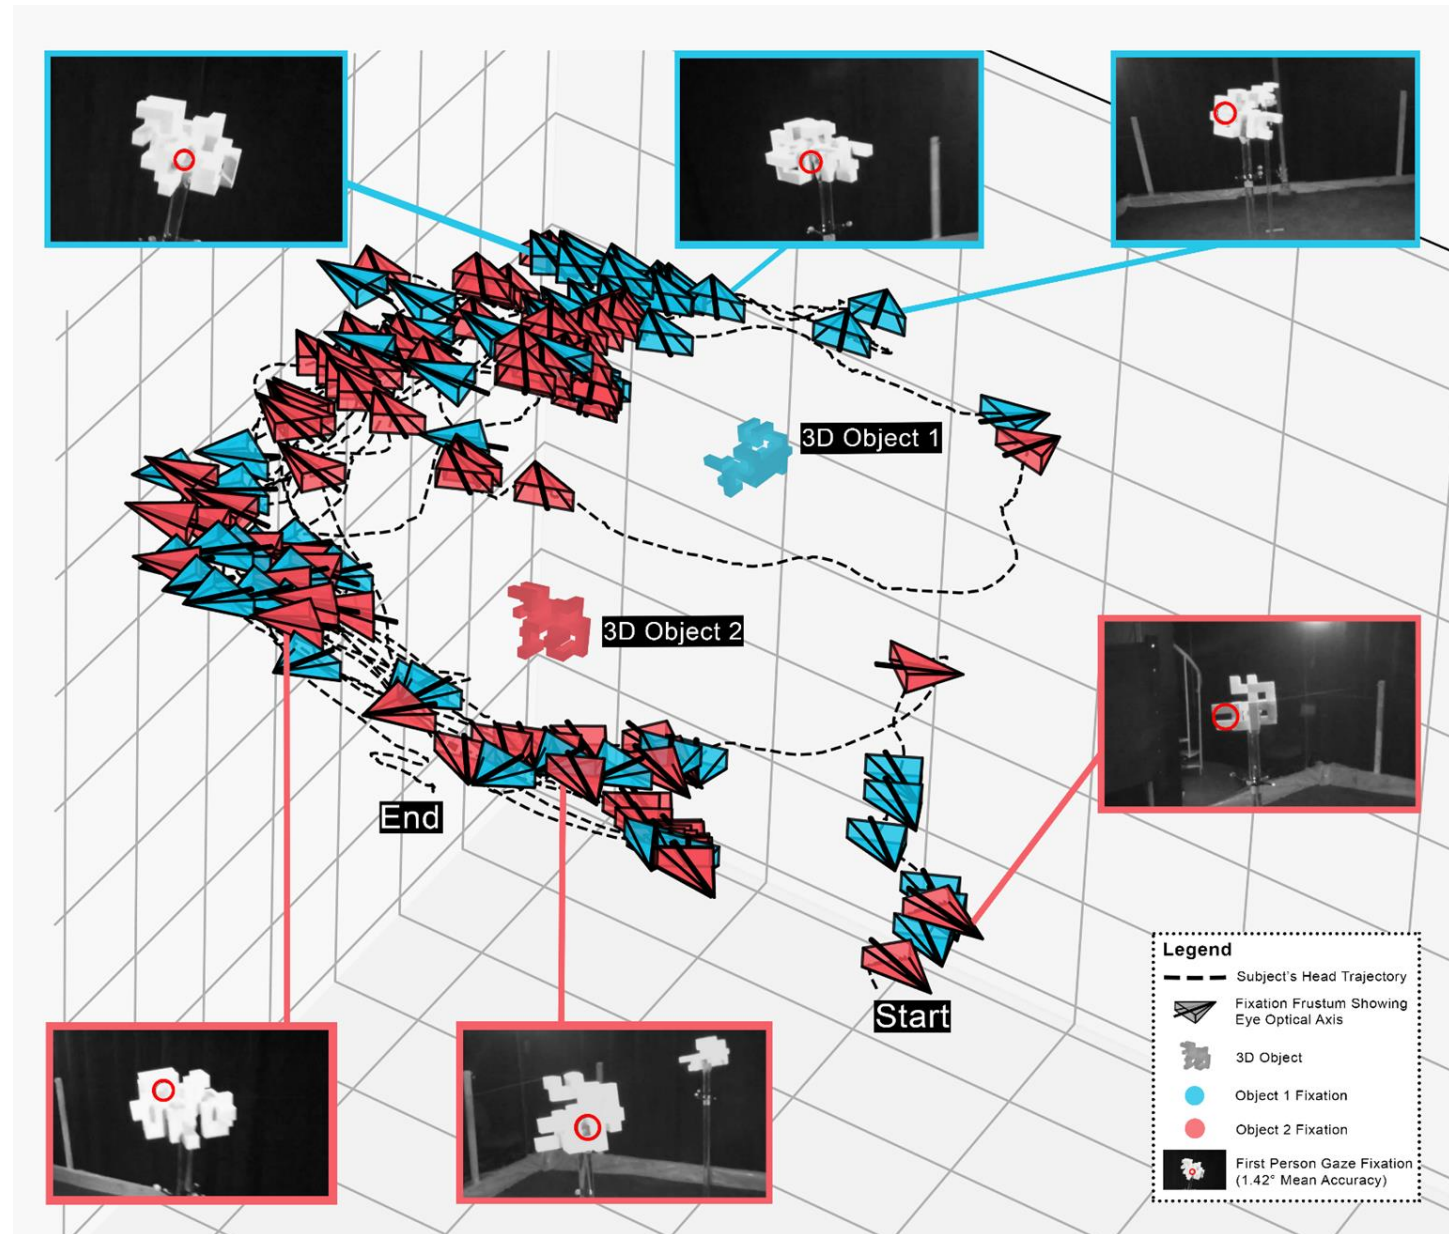 3D Object 1
3D Object 2
End
Start
Legend
Subject's Head Trajectory
Fixation Frustum Showing
Eye Optical Axis
3D Object
Object 1 Fixation
Object 2 Fixation
First Person Gaze Fixation
(1.42° Mean Accuracy)